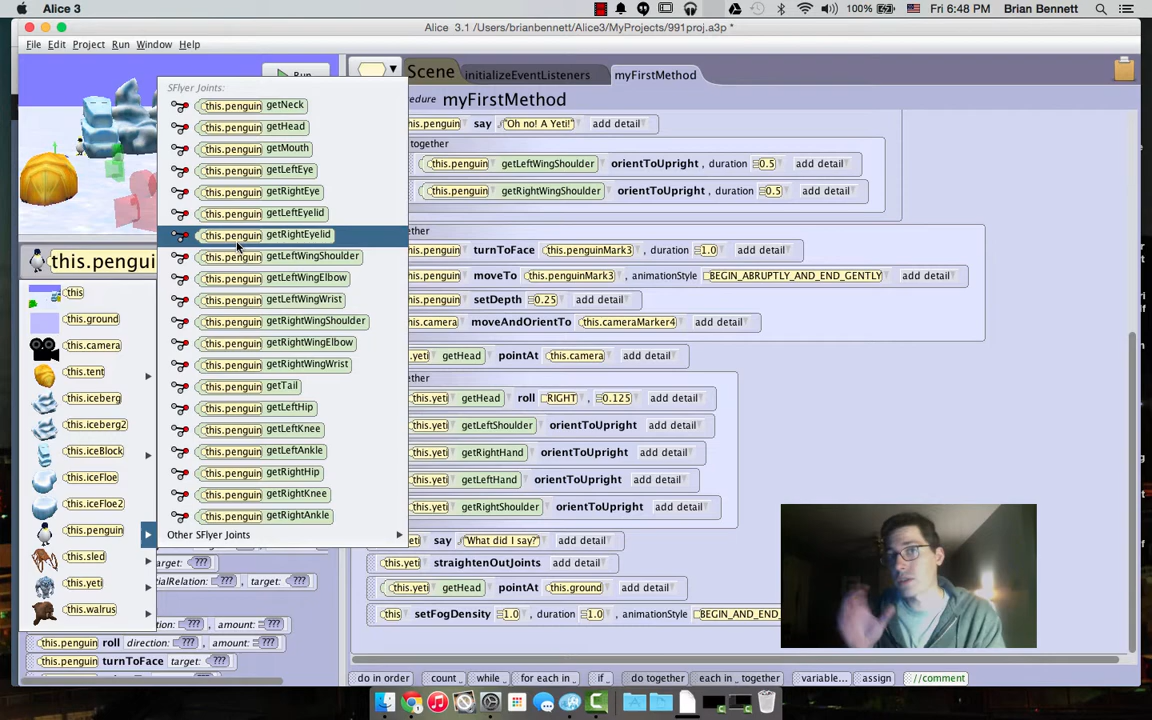 Alice 3 100% Fri 6:48 PM Brian Bennett
Alice 3.1 /Users/brianbennett/Alice3/MyProjects/991proj.a3p *
File Edit Project Run Window Help
Run
Scene initializeEventListeners myFirstMethod
myFirstMethod
SFlyer Joints:
this.penguin getNeck
this.penguin getHead
this.penguin getMouth
this.penguin getLeftEye
this.penguin getRightEye
this.penguin getLeftEyelid
this.penguin getRightEyelid
this.penguin getLeftWingShoulder
this.penguin getLeftWingElbow
this.penguin getLeftWingWrist
this.penguin getRightWingShoulder
this.penguin getRightWingElbow
this.penguin getRightWingWrist
this.penguin getTail
this.penguin getLeftHip
this.penguin getLeftKnee
this.penguin getLeftAnkle
this.penguin getRightHip
this.penguin getRightKnee
this.penguin getRightAnkle
Other SFlyer Joints
this.pengui
this
this.ground
this.camera
this.tent
this.iceberg
this.iceberg2
this.iceBlock
this.iceFloe
this.iceFloe2
this.penguin
this.sled
this.yeti
this.walrus
arget: ???
tialRelation: ??? , target: ???
??? , amount: ???
this.penguin roll direction: ??? , amount: ???
this.penguin turnToFace target: ???
this.penguin say "Oh no! A Yeti!" add detail
together
this.penguin getLeftWingShoulder orientToUpright , duration 0.5 add detail
this.penguin getRightWingShoulder orientToUpright , duration 0.5 add detail
ether
this.penguin turnToFace this.penguinMark3 , duration 1.0 add detail
this.penguin moveTo this.penguinMark3 , animationStyle BEGIN_ABRUPTLY_AND_END_GENTLY add detail
this.penguin setDepth 0.25 add detail
this.camera moveAndOrientTo this.cameraMarker4 add detail
.yeti getHead pointAt this.camera add detail
ether
this.yeti getHead roll RIGHT , 0.125 add detail
this.yeti getLeftShoulder orientToUpright add detail
this.yeti getRightHand orientToUpright add detail
this.yeti getLeftHand orientToUpright add detail
this.yeti getRightShoulder orientToUpright add detail
yeti say "What did I say?" add detail
this.yeti straightenOutJoints add detail
this.yeti getHead pointAt this.ground add detail
this setFogDensity 1.0 , duration 1.0 , animationStyle BEGIN_AND_END_
do in order count_ while_ for each in_ if_ do together each in_ together variable... assign //comment